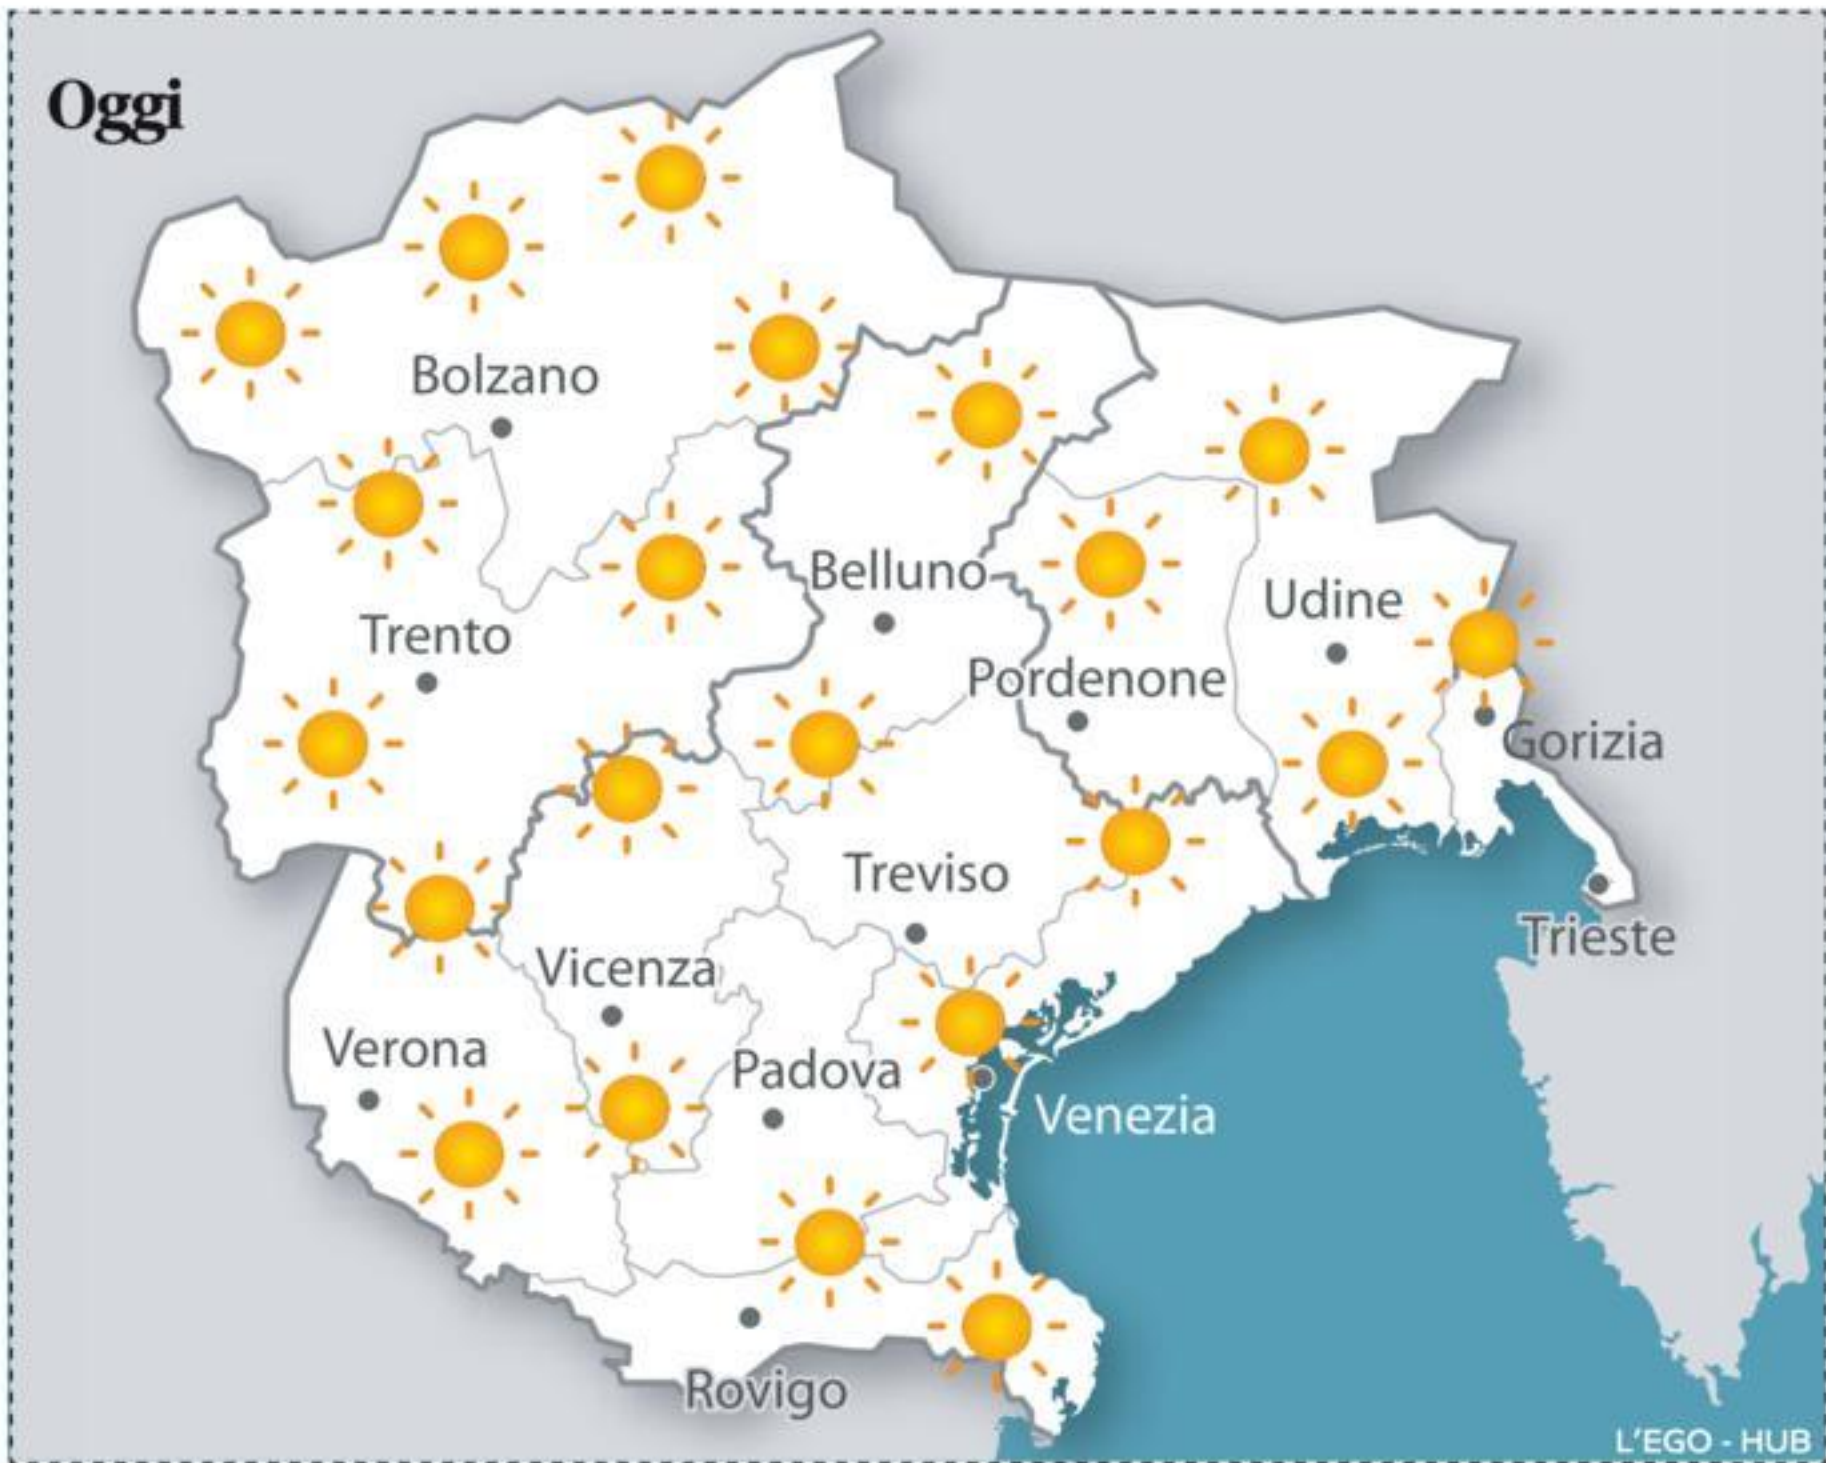 Oggi
Bolzano
Belluno
Udine
Trento
Pordenone
Gorizia
Treviso
Trieste
Vicenza
Verona
Padova
Venezia
Rovigo
L'EGO - HUB